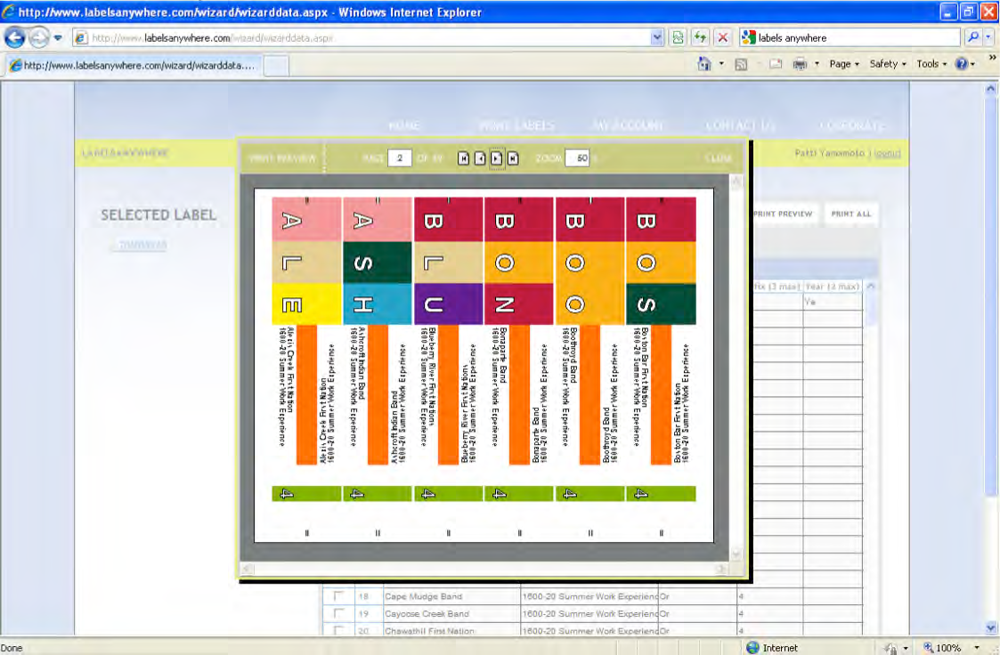 http://www.labelsanywhere.com/wizard/wizarddata.aspx - Windows Internet Explorer
http://www.labelsanywhere.com/wizard/wizarddata.aspx
labels anywhere
http://www.labelsanywhere.com/wizard/wizarddata....
Page Safety Tools
HOME PRINT LABELS MY ACCOUNT CONTACT US CORPORATE
LABELSANYWHERE
Patti Yamamoto | logout
PRINT PREVIEW PAGE 2 OF ZOOM 50 CLOSE
SELECTED LABEL
PRINT PREVIEW PRINT ALL
(3 max) Year (2 max)
Ye
A L E
Alexis Creek First Nation
1600-20 Summer Work Experience
Alexis Creek First Nation
1600-20 Summer Work Experience
4
A S H
Ashcroft Indian Band
1600-20 Summer Work Experience
Ashcroft Indian Band
1600-20 Summer Work Experience
4
B L U
Blueberry River First Nations
1600-20 Summer Work Experience
Blueberry River First Nations
1600-20 Summer Work Experience
4
B O N
Bonaparte Band
1600-20 Summer Work Experience
Bonaparte Band
1600-20 Summer Work Experience
4
B O O
Boothroyd Band
1600-20 Summer Work Experience
Boothroyd Band
1600-20 Summer Work Experience
4
B O S
Boston Bar First Nation
1600-20 Summer Work Experience
Boston Bar First Nation
1600-20 Summer Work Experience
4
18 Cape Mudge Band 1600-20 Summer Work Experienc Or 4
19 Cayoose Creek Band 1600-20 Summer Work Experienc Or 4
20 Chawathil First Nation 1600-20 Summer Work Experienc Or 4
Done Internet 100%